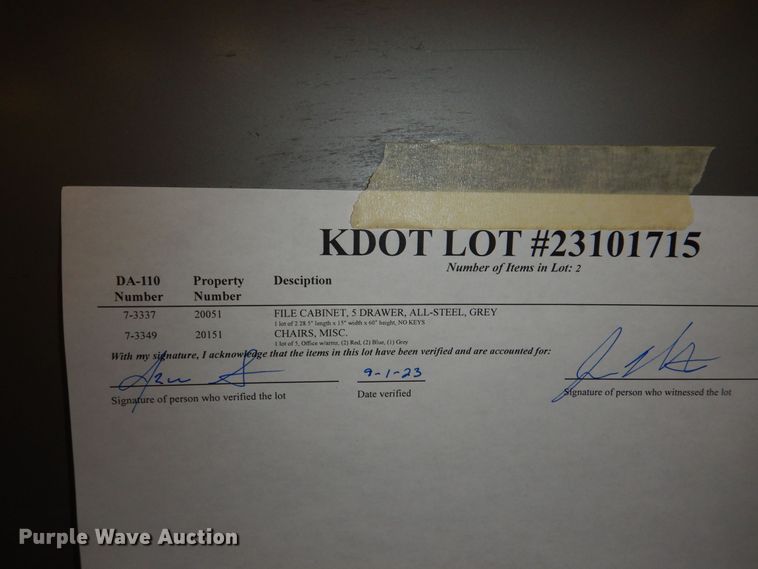 KDOT LOT #23101715
Number of Items in Lot: 2
DA-110 Property Desciption
Number Number
7-3337 20051 FILE CABINET, 5 DRAWER, ALL-STEEL, GREY
1 lot of 2 28.5" length x 15" width x 60" height, NO KEYS
7-3349 20151 CHAIRS, MISC.
1 lot of 5, Office w/arms, (2) Red, (2) Blue, (1) Grey
With my signature, I acknowledge that the items in this lot have been verified and are accounted for:
9-1-23
Signature of person who verified the lot Date verified Signature of person who witnessed the lot
Purple Wave Auction